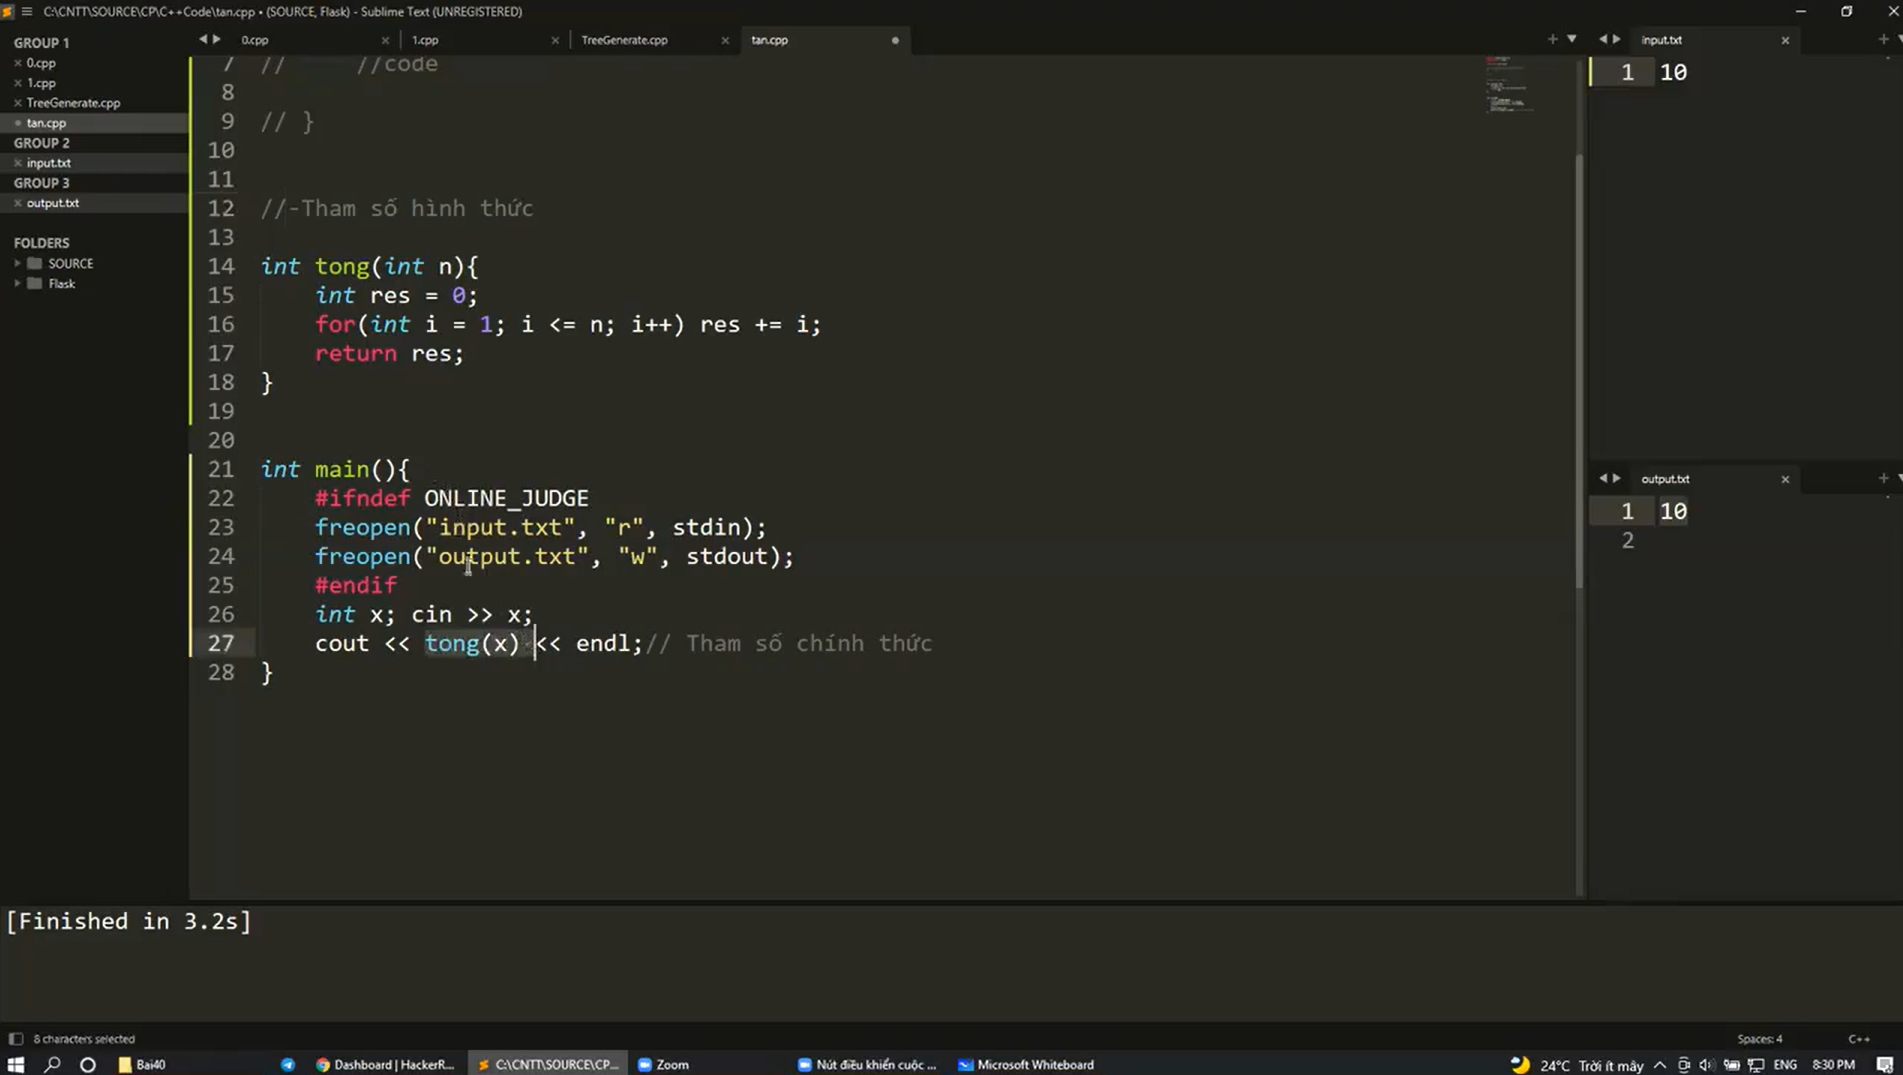 C:\CNTT\SOURCE\CP\C++Code\tan.cpp • (SOURCE, Flask) - Sublime Text (UNREGISTERED)
GROUP 1
0.cpp
1.cpp
TreeGenerate.cpp
tan.cpp
GROUP 2
input.txt
GROUP 3
output.txt
FOLDERS
SOURCE
Flask
0.cpp
1.cpp
TreeGenerate.cpp
tan.cpp
7 // //code
8
9 // }
10
11
12 //-Tham số hình thức
13
14 int tong(int n){
15 int res = 0;
16 for(int i = 1; i <= n; i++) res += i;
17 return res;
18 }
19
20
21 int main(){
22 #ifndef ONLINE_JUDGE
23 freopen("input.txt", "r", stdin);
24 freopen("output.txt", "w", stdout);
25 #endif
26 int x; cin >> x;
27 cout << tong(x) << endl;// Tham số chính thức
28 }
input.txt
1 10
output.txt
1 10
2
[Finished in 3.2s]
8 characters selected
Spaces: 4
C++
Bai40
Dashboard | HackerR...
C:\CNTT\SOURCE\CP...
Zoom
Nút điều khiển cuộc ...
Microsoft Whiteboard
24°C Trời ít mây
ENG
8:30 PM